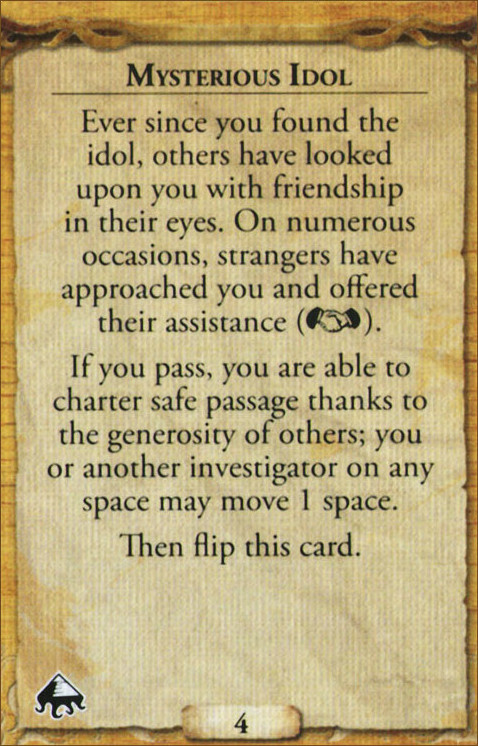 Mysterious Idol
Ever since you found the
idol, others have looked
upon you with friendship
in their eyes. On numerous
occasions, strangers have
approached you and offered
their assistance ( ).
If you pass, you are able to
charter safe passage thanks to
the generosity of others; you
or another investigator on any
space may move 1 space.
Then flip this card.
4